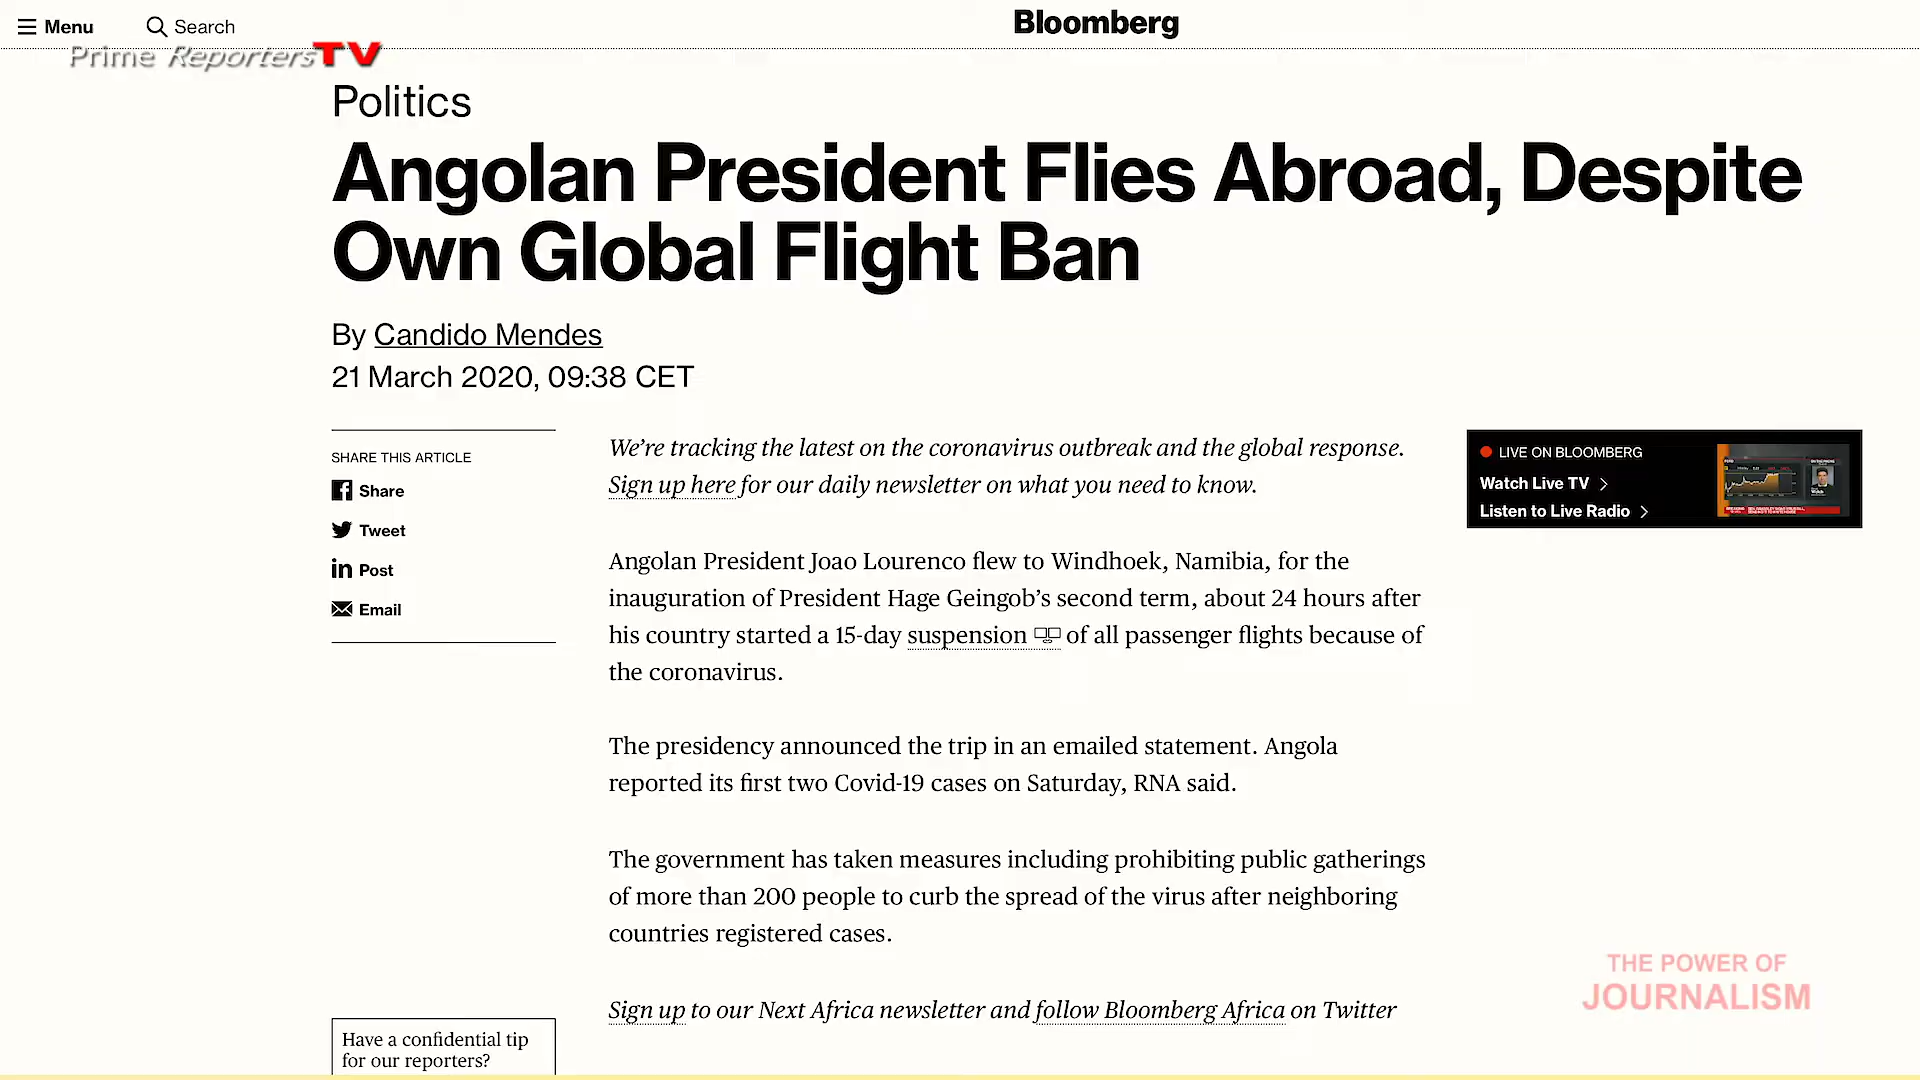 Menu
Search
Bloomberg
Prime ReportersTV
Politics
Angolan President Flies Abroad, Despite
Own Global Flight Ban
By Candido Mendes
21 March 2020, 09:38 CET
SHARE THIS ARTICLE
Share
Tweet
Post
Email
We’re tracking the latest on the coronavirus outbreak and the global response.
Sign up here for our daily newsletter on what you need to know.
Angolan President Joao Lourenco flew to Windhoek, Namibia, for the
inauguration of President Hage Geingob’s second term, about 24 hours after
his country started a 15-day suspension of all passenger flights because of
the coronavirus.
The presidency announced the trip in an emailed statement. Angola
reported its first two Covid-19 cases on Saturday, RNA said.
The government has taken measures including prohibiting public gatherings
of more than 200 people to curb the spread of the virus after neighboring
countries registered cases.
Sign up to our Next Africa newsletter and follow Bloomberg Africa on Twitter
LIVE ON BLOOMBERG
Watch Live TV
Listen to Live Radio
Have a confidential tip
for our reporters?
THE POWER OF
JOURNALISM